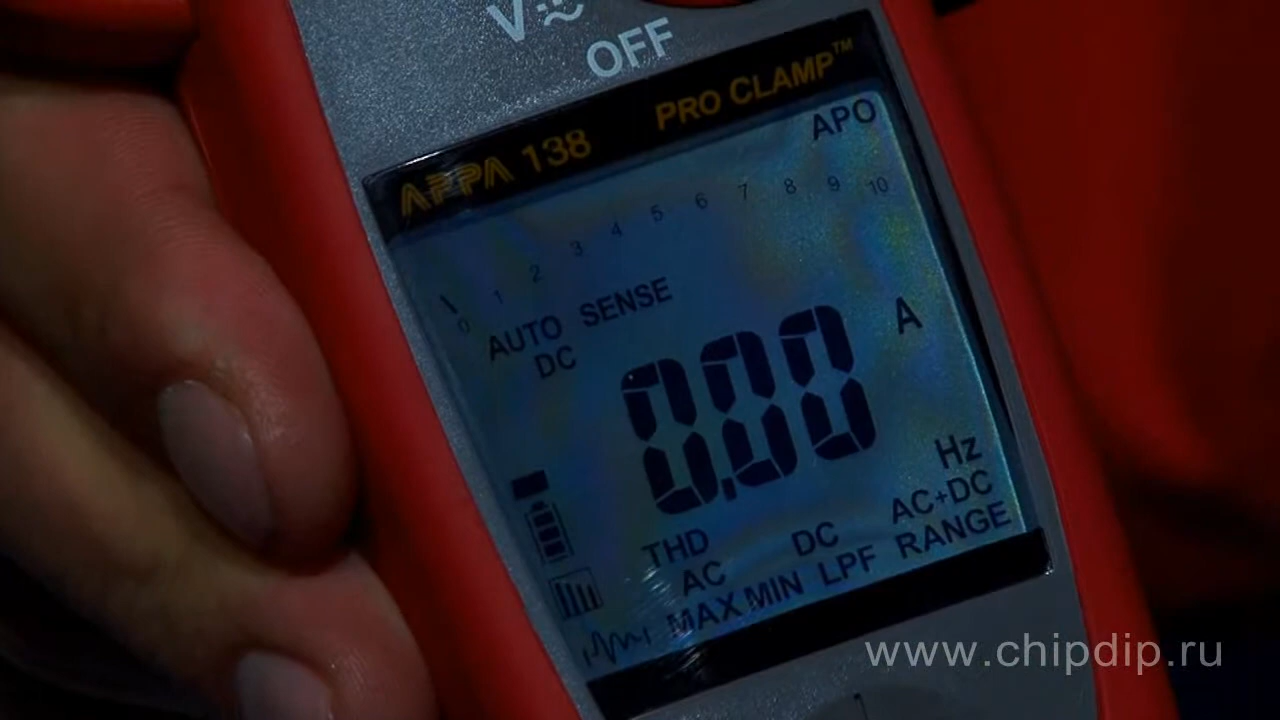 V
OFF
APPA 138 PRO CLAMP™
APO
0 1 2 3 4 5 6 7 8 9 10
AUTO SENSE
DC
0.00 A
Hz
THD DC AC+DC
AC LPF RANGE
MAX MIN
www.chipdip.ru